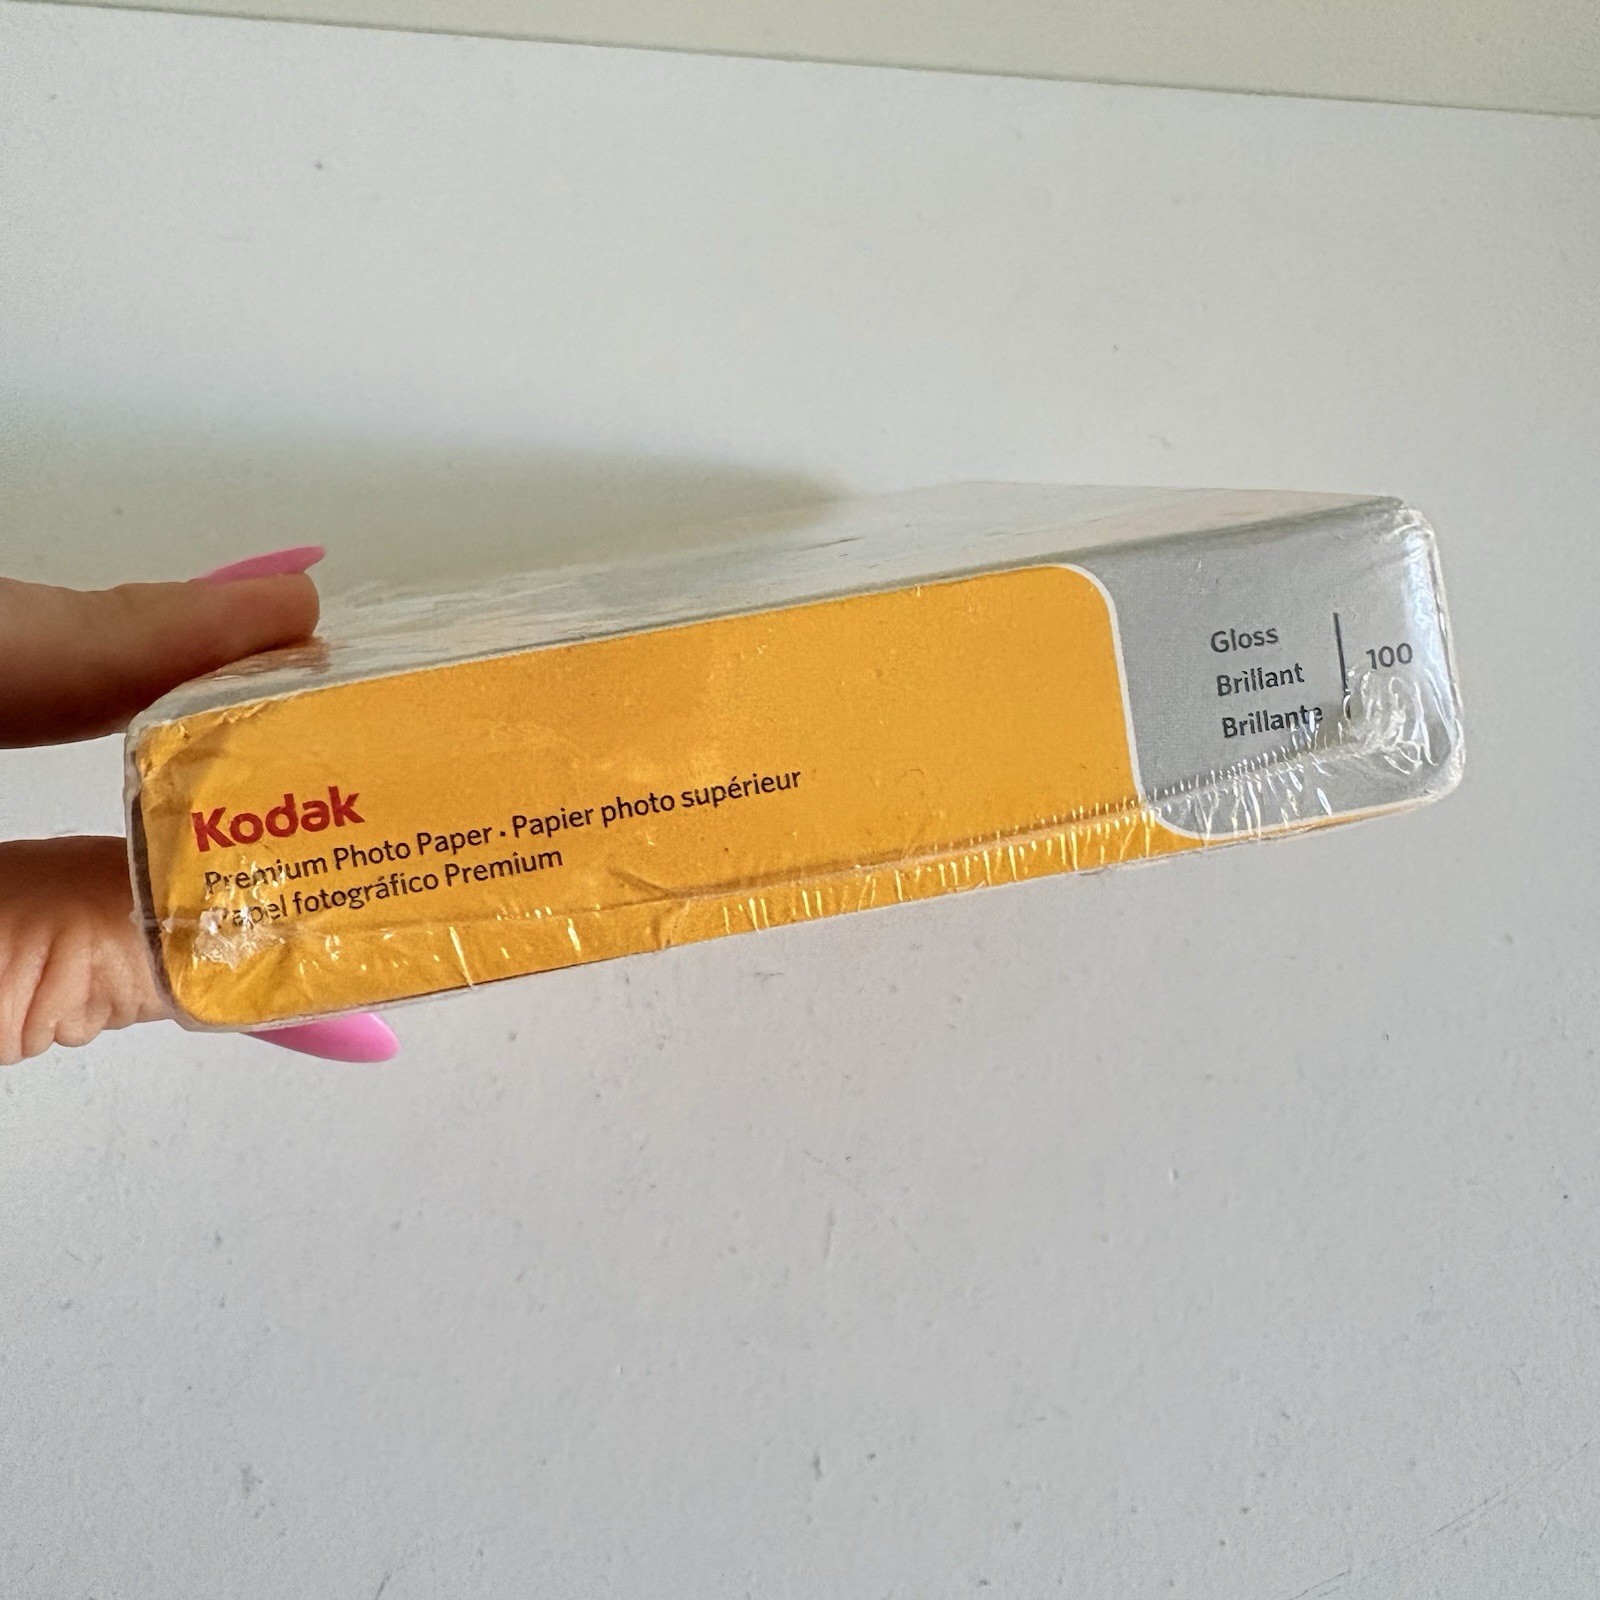 Kodak
Premium Photo Paper · Papier photo supérieur
Papel fotográfico Premium
Gloss
Brillant
Brillante
100